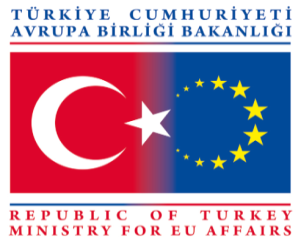 TÜRKİYE CUMHURİYETİ
AVRUPA BİRLİĞİ BAKANLIĞI
REPUBLIC OF TURKEY
MINISTRY FOR EU AFFAIRS